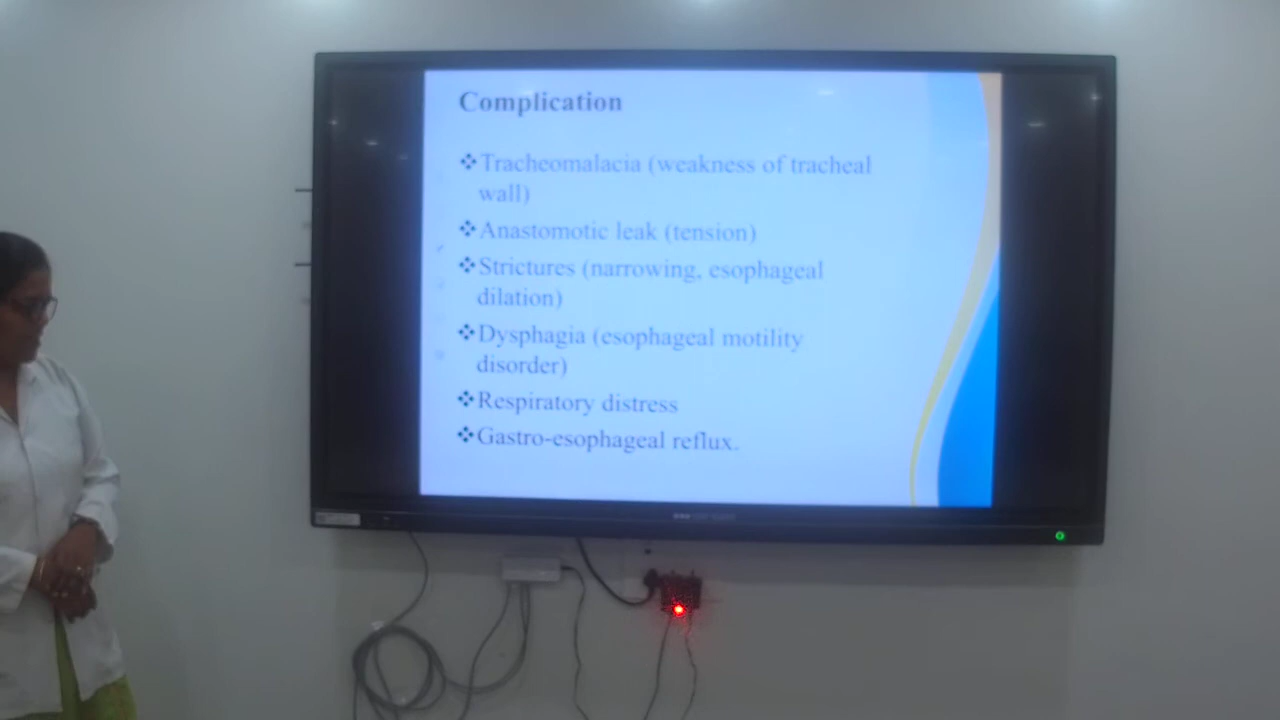 Complication
❖Tracheomalacia (weakness of tracheal
wall)
❖Anastomotic leak (tension)
❖Strictures (narrowing, esophageal
dilation)
❖Dysphagia (esophageal motility
disorder)
❖Respiratory distress
❖Gastro-esophageal reflux.